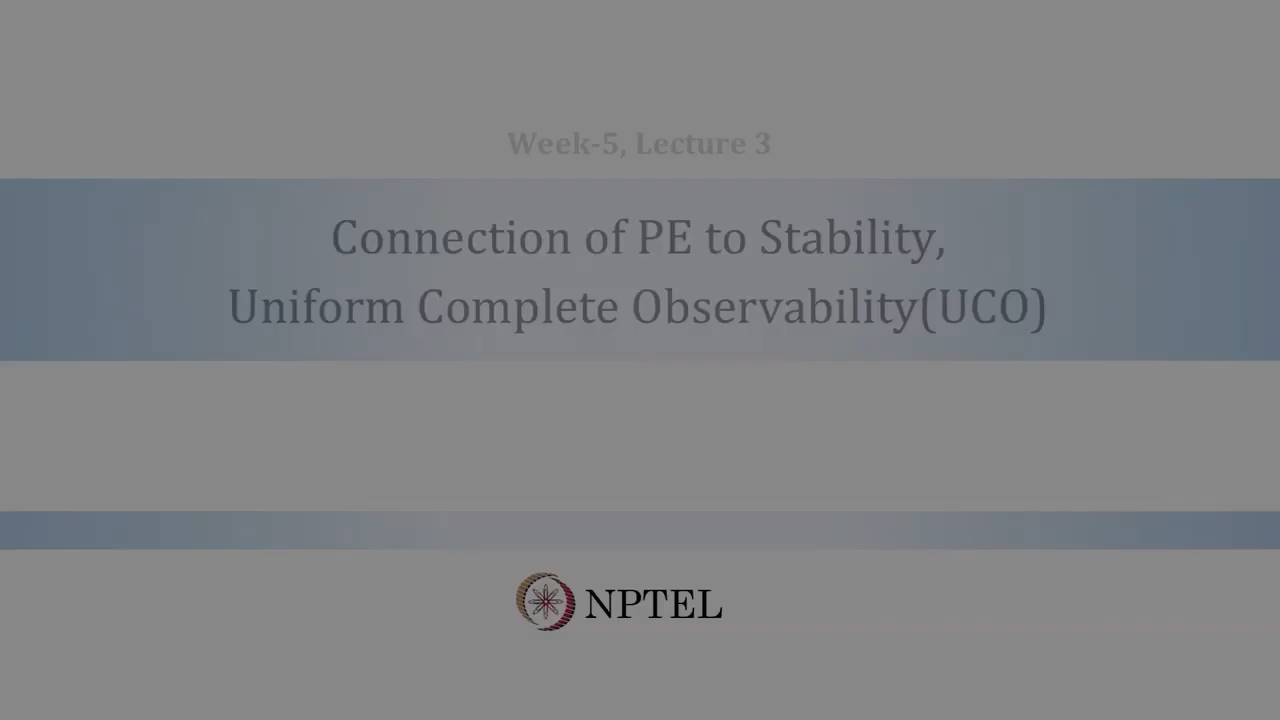 Week-5, Lecture 3
Connection of PE to Stability,
Uniform Complete Observability(UCO)
NPTEL